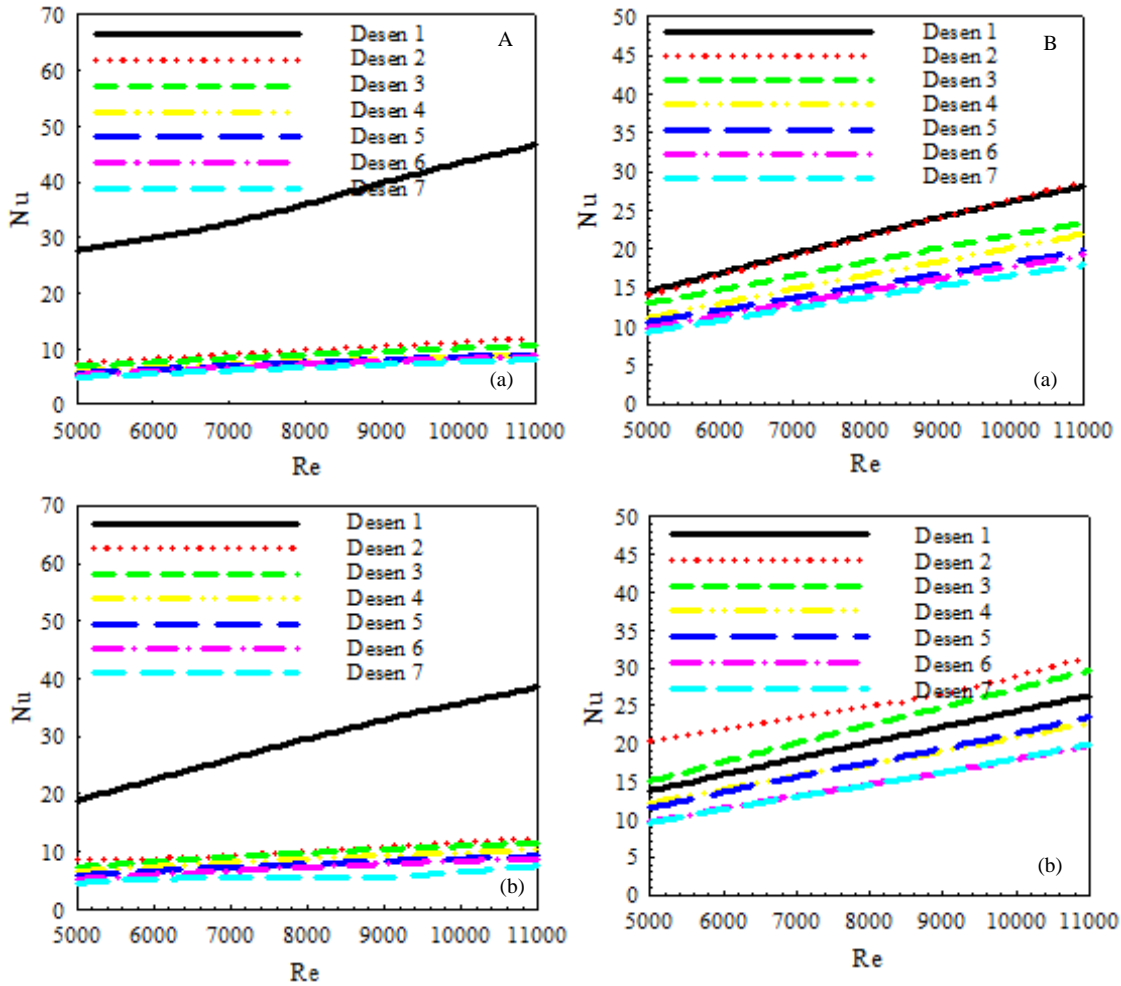 70
60
50
40
30
20
10
0
Nu
Desen 1
Desen 2
Desen 3
Desen 4
Desen 5
Desen 6
Desen 7
A
(a)
5000 6000 7000 8000 9000 10000 11000
Re
50
45
40
35
30
25
20
15
10
5
0
Nu
Desen 1
Desen 2
Desen 3
Desen 4
Desen 5
Desen 6
Desen 7
B
(a)
5000 6000 7000 8000 9000 10000 11000
Re
70
60
50
40
30
20
10
0
Nu
Desen 1
Desen 2
Desen 3
Desen 4
Desen 5
Desen 6
Desen 7
(b)
5000 6000 7000 8000 9000 10000 11000
Re
50
45
40
35
30
25
20
15
10
5
0
Nu
Desen 1
Desen 2
Desen 3
Desen 4
Desen 5
Desen 6
Desen 7
(b)
5000 6000 7000 8000 9000 10000 11000
Re